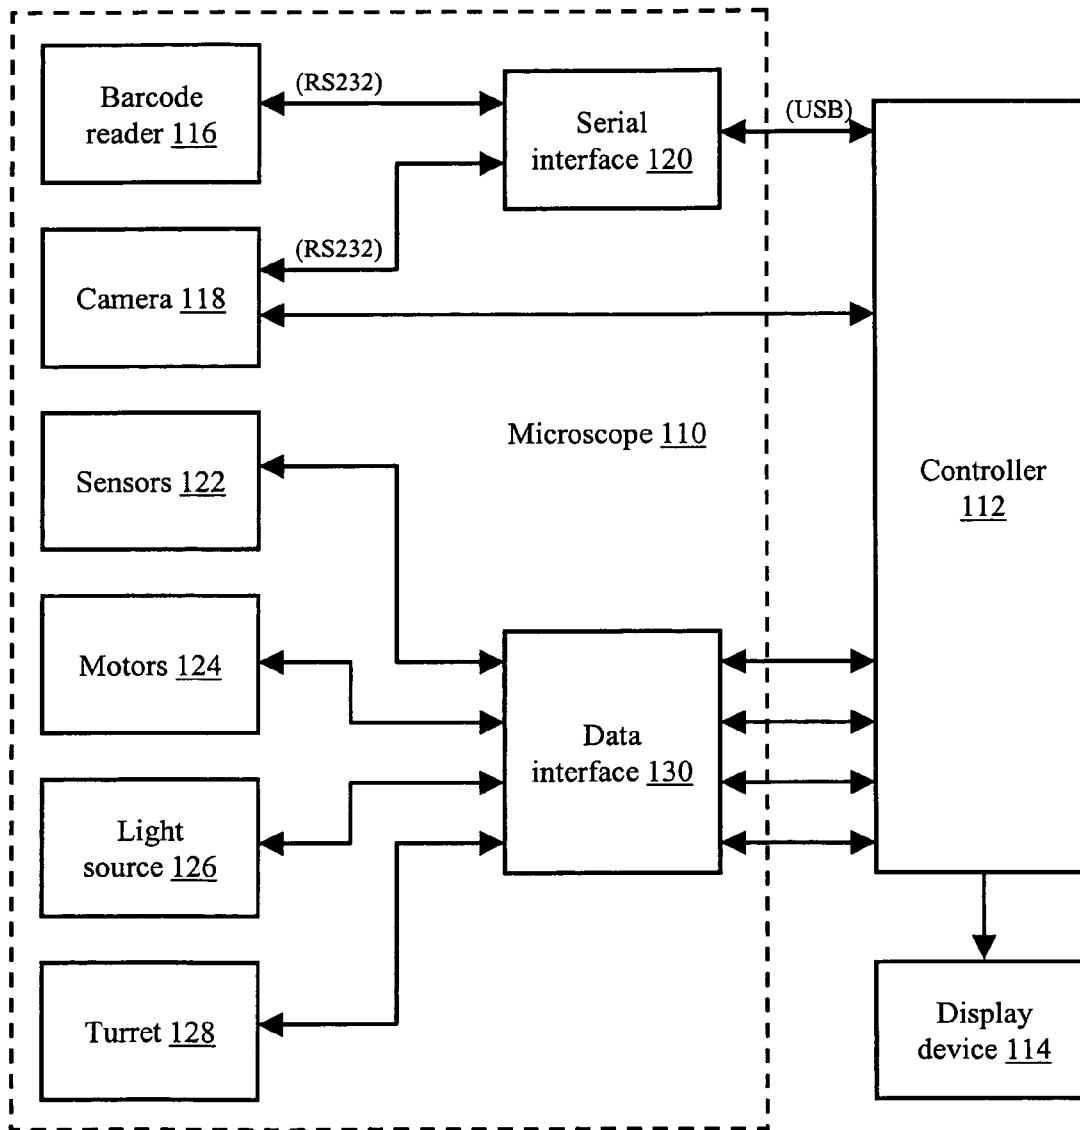 Barcode
reader 116
(RS232)
Serial
interface 120
(USB)
(RS232)
Camera 118
Microscope 110
Sensors 122
Controller
112
Motors 124
Data
interface 130
Light
source 126
Turret 128
Display
device 114